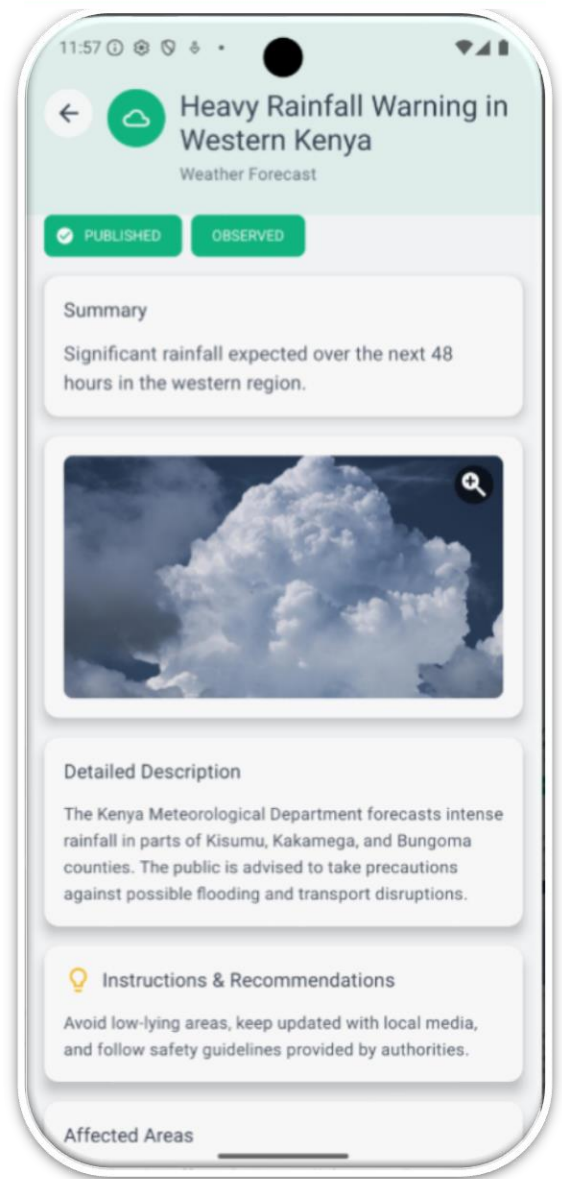 11:57
Heavy Rainfall Warning in
Western Kenya
Weather Forecast
PUBLISHED
OBSERVED
Summary
Significant rainfall expected over the next 48
hours in the western region.
Detailed Description
The Kenya Meteorological Department forecasts intense
rainfall in parts of Kisumu, Kakamega, and Bungoma
counties. The public is advised to take precautions
against possible flooding and transport disruptions.
Instructions & Recommendations
Avoid low-lying areas, keep updated with local media,
and follow safety guidelines provided by authorities.
Affected Areas